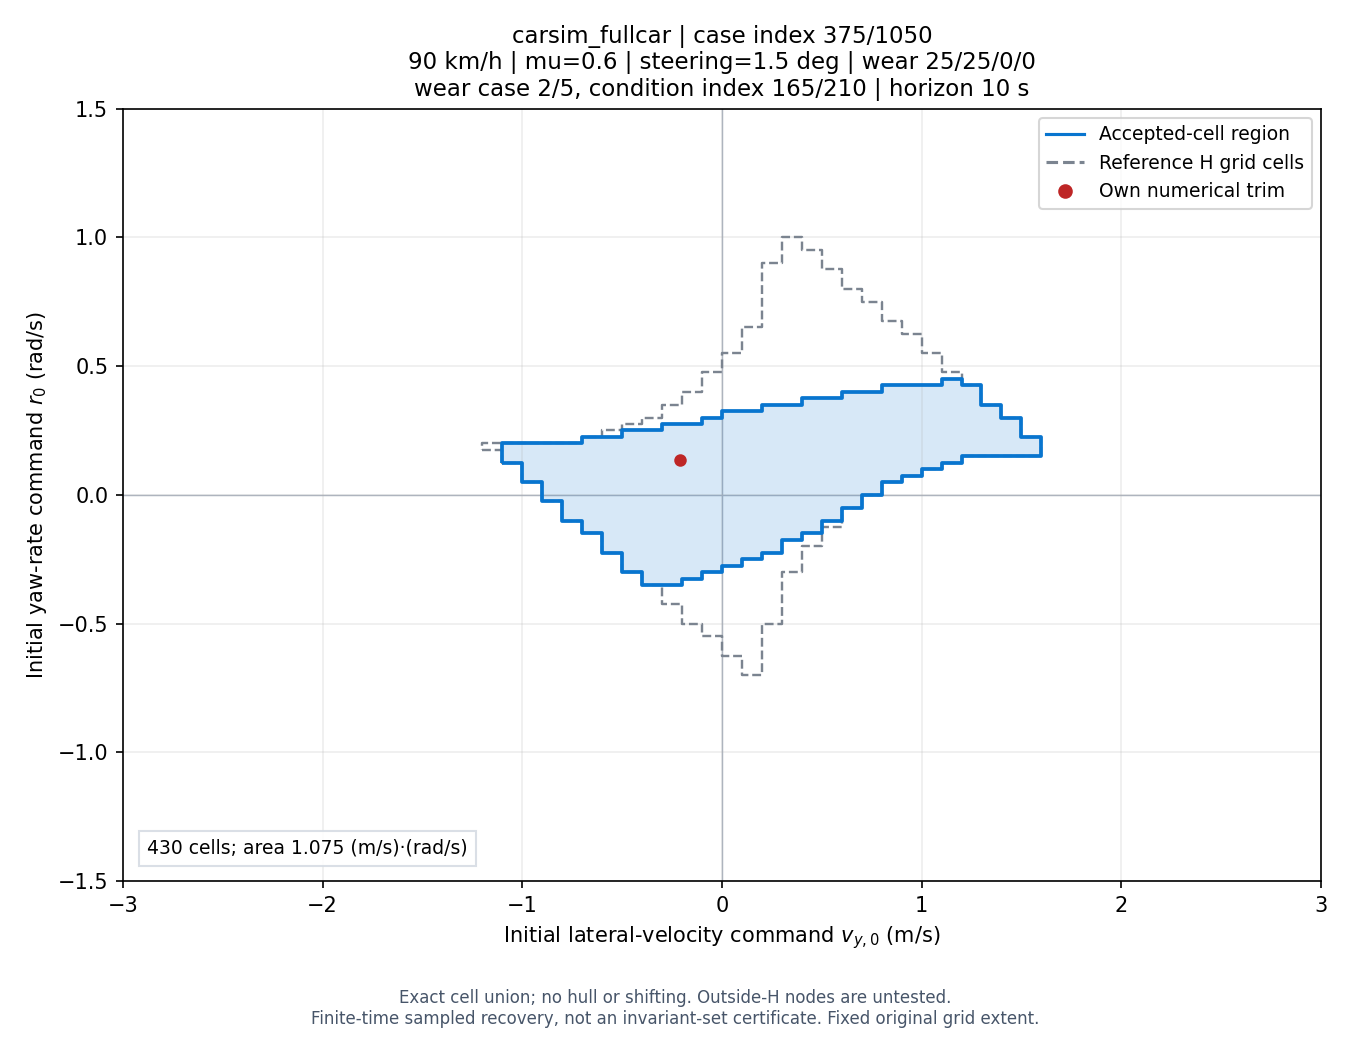 carsim_fullcar | case index 375/1050
90 km/h | mu=0.6 | steering=1.5 deg | wear 25/25/0/0
wear case 2/5, condition index 165/210 | horizon 10 s
Accepted-cell region
Reference H grid cells
Own numerical trim
1.5
1.0
0.5
0.0
−0.5
−1.0
−1.5
Initial yaw-rate command r₀ (rad/s)
430 cells; area 1.075 (m/s)·(rad/s)
−3
−2
−1
0
1
2
3
Initial lateral-velocity command v_{y,0} (m/s)
Exact cell union; no hull or shifting. Outside-H nodes are untested.
Finite-time sampled recovery, not an invariant-set certificate. Fixed original grid extent.